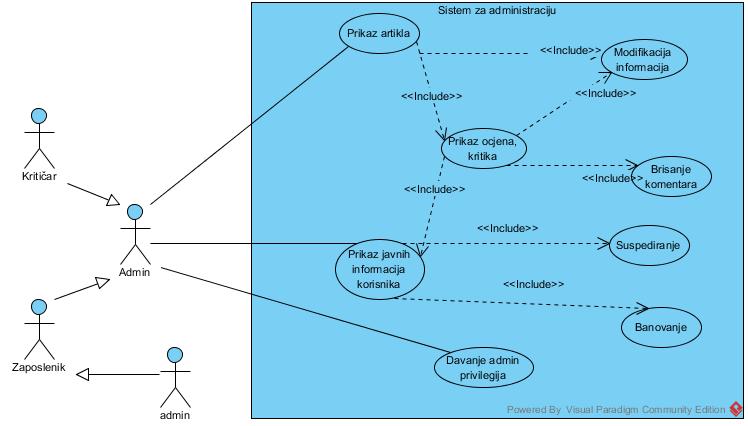 Sistem za administraciju
Prikaz artikla
<<Include>>
Modifikacija
informacija
<<Include>>
<<Include>>
Kritičar
Prikaz ocjena,
kritika
<<Include>>
Brisanje
komentara
<<Include>>
Admin
<<Include>>
Suspediranje
Prikaz javnih
informacija
korisnika
<<Include>>
Banovanje
Zaposlenik
Davanje admin
privilegija
admin
Powered By Visual Paradigm Community Edition